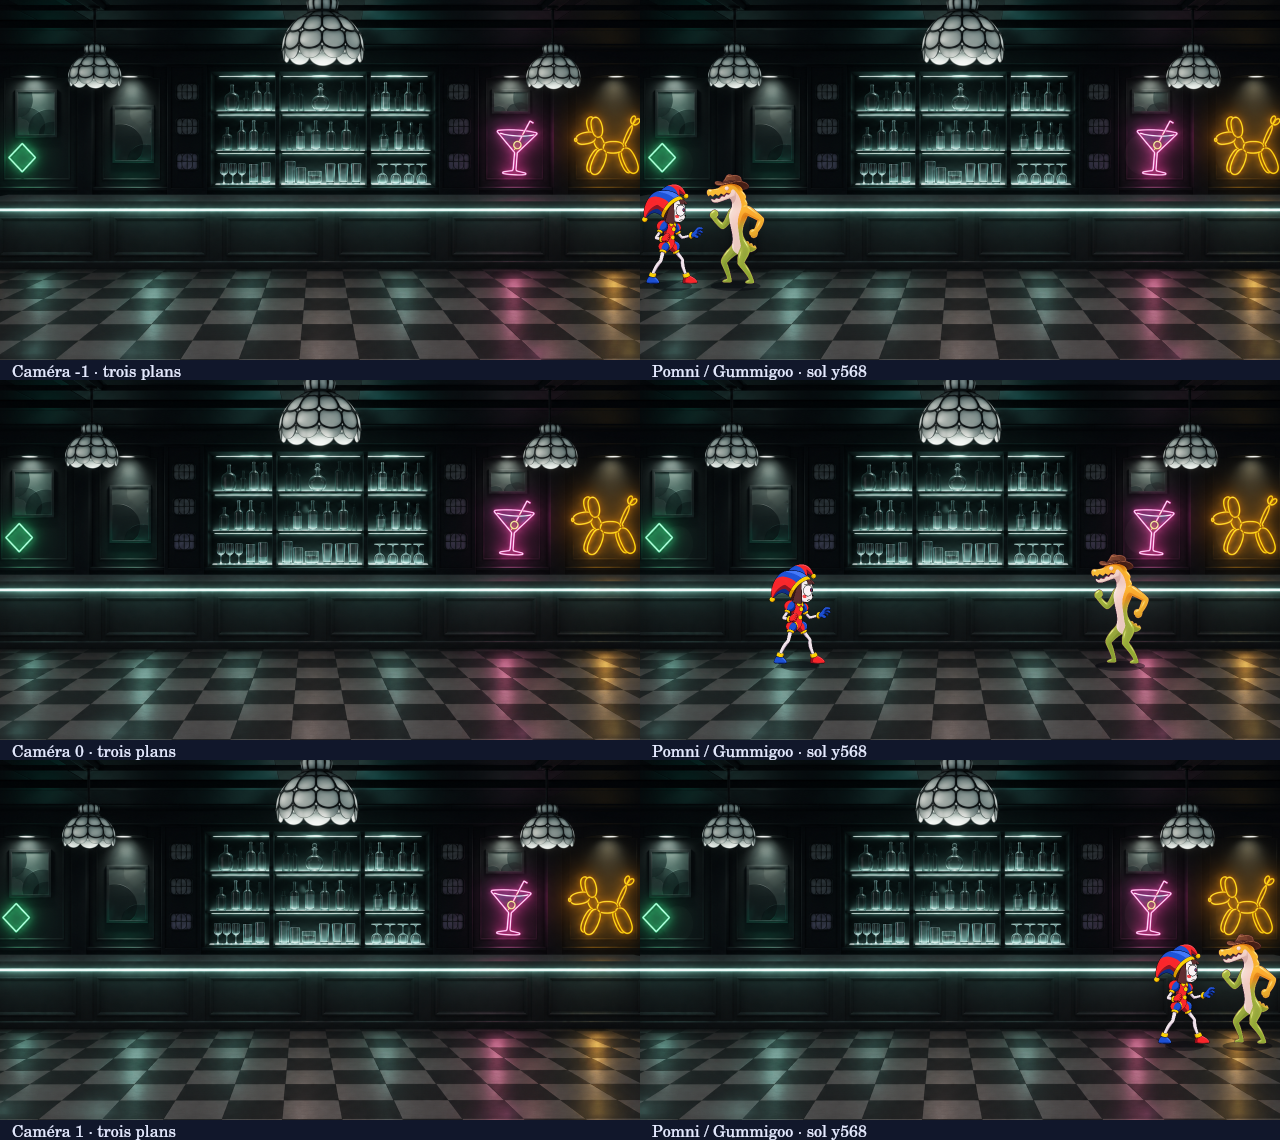 Caméra -1 · trois plans
Pomni / Gummigoo · sol y568
Caméra 0 · trois plans
Pomni / Gummigoo · sol y568
Caméra 1 · trois plans
Pomni / Gummigoo · sol y568